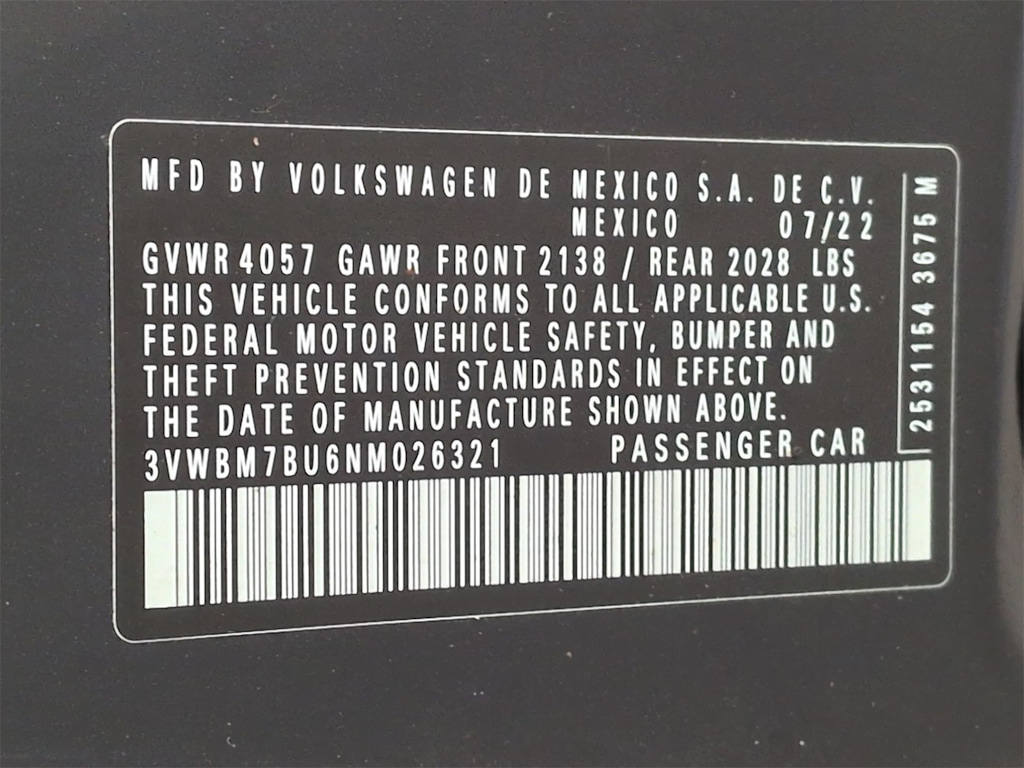 MFD BY VOLKSWAGEN DE MEXICO S.A. DE C.V.
MEXICO 07/22
GVWR 4057 GAWR FRONT 2138 / REAR 2028 LBS
THIS VEHICLE CONFORMS TO ALL APPLICABLE U.S.
FEDERAL MOTOR VEHICLE SAFETY, BUMPER AND
THEFT PREVENTION STANDARDS IN EFFECT ON
THE DATE OF MANUFACTURE SHOWN ABOVE.
3VWBM7BU6NM026321 PASSENGER CAR
2531154 3675 M